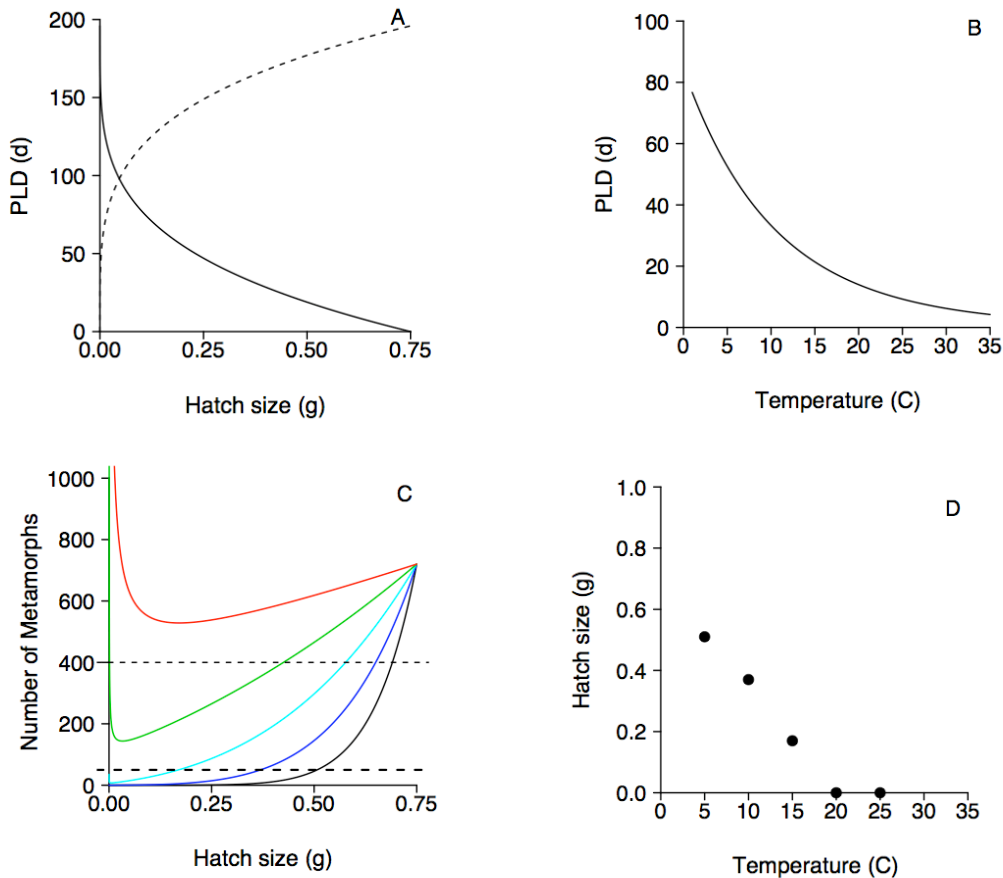 A
PLD (d)
200
150
100
50
0
0.00 0.25 0.50 0.75
Hatch size (g)
B
PLD (d)
100
80
60
40
20
0
0 5 10 15 20 25 30 35
Temperature (C)
C
Number of Metamorphs
1000
800
600
400
200
0
0.00 0.25 0.50 0.75
Hatch size (g)
D
Hatch size (g)
1.0
0.8
0.6
0.4
0.2
0.0
0 5 10 15 20 25 30 35
Temperature (C)